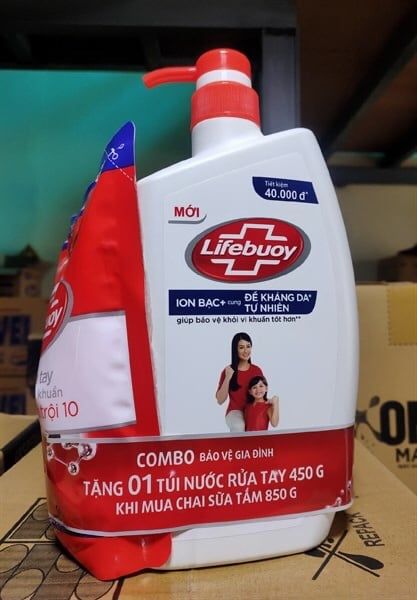 Tiết kiệm
40.000 đ*
MỚI
Lifebuoy
ION BẠC+ cùng ĐỀ KHÁNG DA* TỰ NHIÊN
giúp bảo vệ khỏi vi khuẩn tốt hơn**
buoy
tay
khuẩn
trội 10
COMBO BẢO VỆ GIA ĐÌNH
TẶNG 01 TÚI NƯỚC RỬA TAY 450 G
KHI MUA CHAI SỮA TẮM 850 G